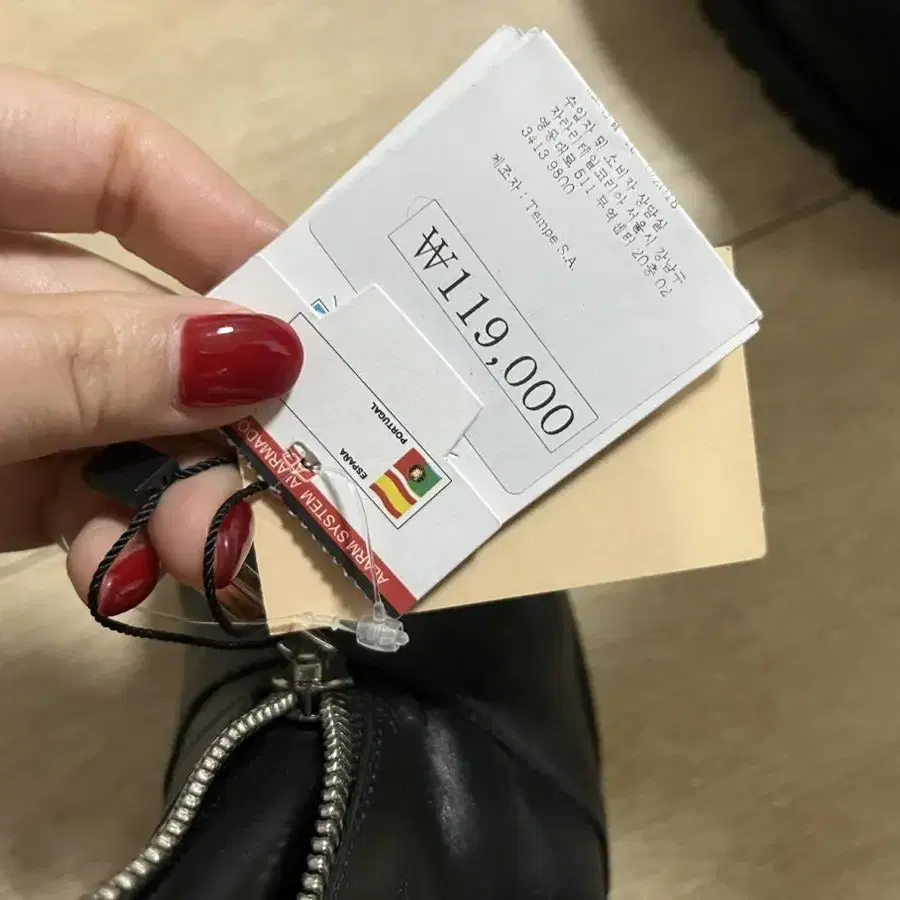 수입자 및 소비자 상담실
자라리테일코리아 서울시 강남구
영동대로 511 무역센터 20층 02
3413 9800
제조자 : Tempe S.A.
₩119,000
PORTUGAL
ESPAÑA
ALARM SYSTEM ALARMADO